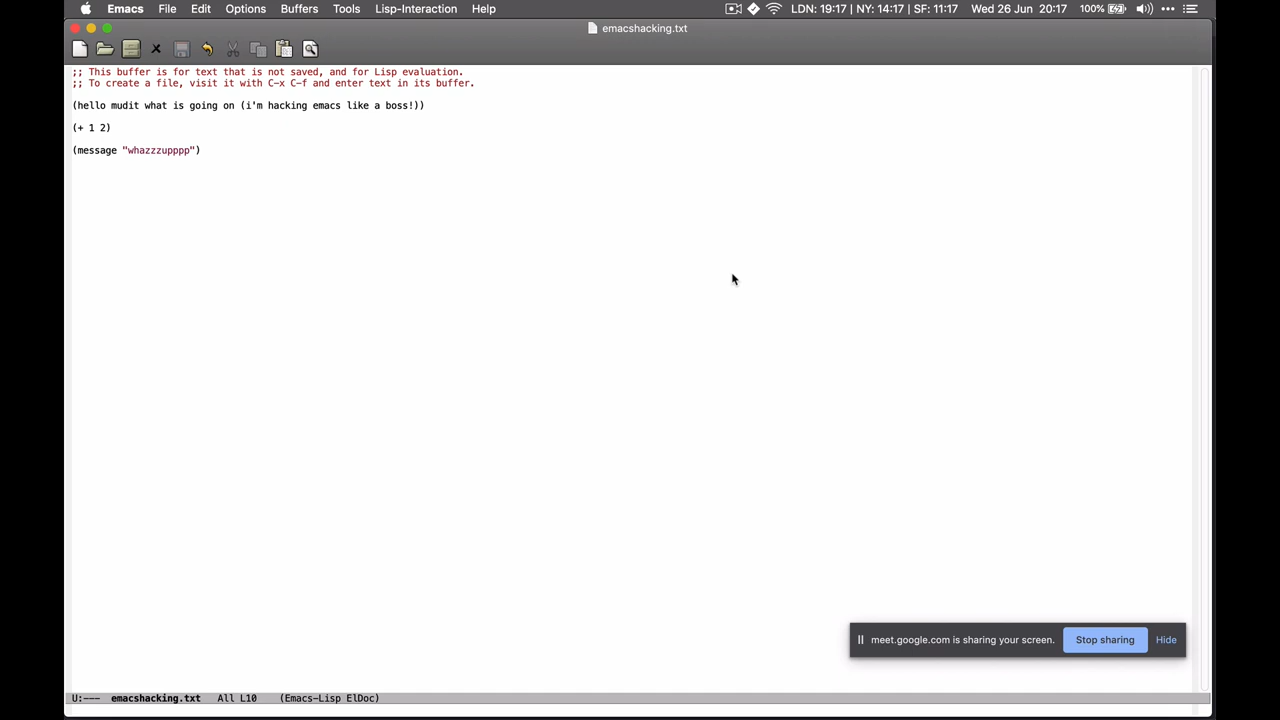 Emacs File Edit Options Buffers Tools Lisp-Interaction Help LDN: 19:17 | NY: 14:17 | SF: 11:17 Wed 26 Jun 20:17 100%
emacshacking.txt
;; This buffer is for text that is not saved, and for Lisp evaluation.
;; To create a file, visit it with C-x C-f and enter text in its buffer.
(hello mudit what is going on (i'm hacking emacs like a boss!))
(+ 1 2)
(message "whazzzupppp")
meet.google.com is sharing your screen. Stop sharing Hide
U:--- emacshacking.txt All L10 (Emacs-Lisp ElDoc)